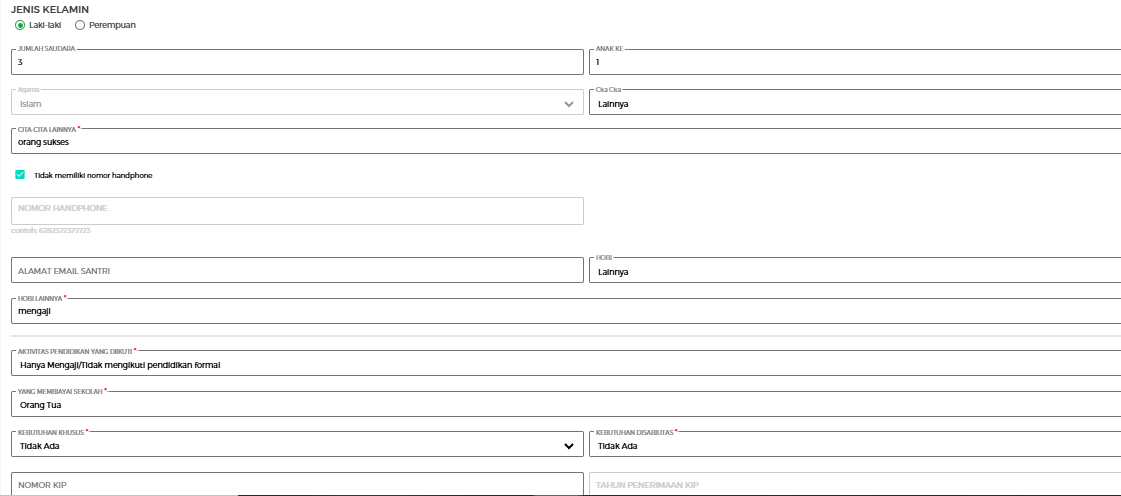 JENIS KELAMIN
Laki-laki Perempuan
JUMLAH SAUDARA ANAK KE
3 1
Agama Cita Cita
Islam Lainnya
CITA-CITA LAINNYA *
orang sukses
Tidak memiliki nomor handphone
NOMOR HANDPHONE
contoh: 6282372377723
HOBI
ALAMAT EMAIL SANTRI Lainnya
HOBI LAINNYA *
mengaji
AKTIVITAS PENDIDIKAN YANG DIIKUTI *
Hanya Mengaji/Tidak mengikuti pendidikan formal
YANG MEMBIAYAI SEKOLAH *
Orang Tua
KEBUTUHAN KHUSUS * KEBUTUHAN DISABILITAS *
Tidak Ada Tidak Ada
NOMOR KIP TAHUN PENERIMAAN KIP